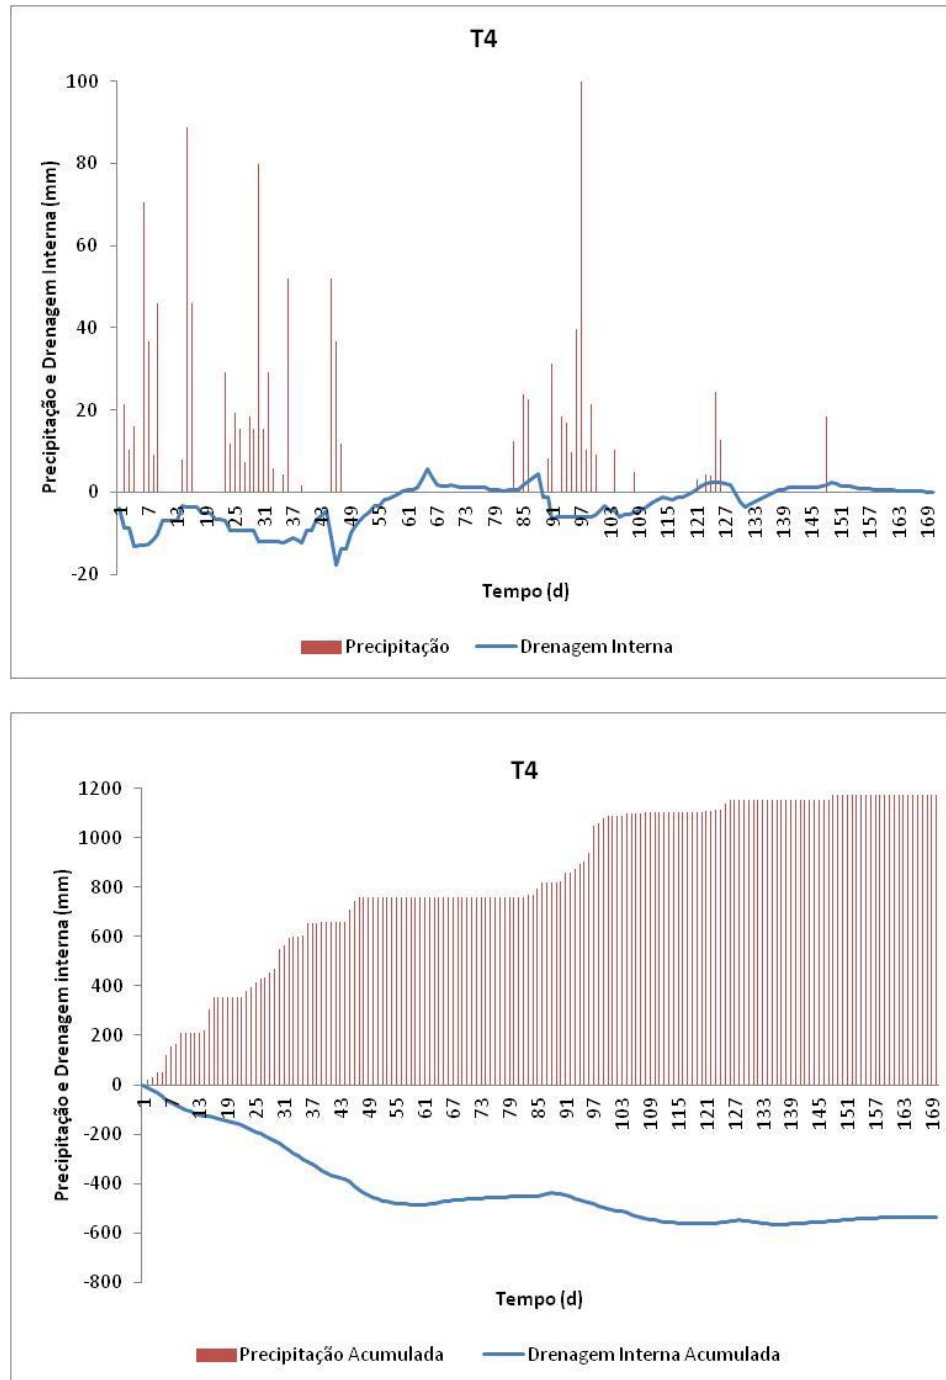 T4
Precipitação e Drenagem Interna (mm)
100
80
60
40
20
0
-20
1 7 13 19 25 31 37 43 49 55 61 67 73 79 85 91 97 103 109 115 121 127 133 139 145 151 157 163 169
Tempo (d)
Precipitação Drenagem Interna
T4
Precipitação e Drenagem interna (mm)
1200
1000
800
600
400
200
0
-200
-400
-600
-800
1 7 13 19 25 31 37 43 49 55 61 67 73 79 85 91 97 103 109 115 121 127 133 139 145 151 157 163 169
Tempo (d)
Precipitação Acumulada Drenagem Interna Acumulada